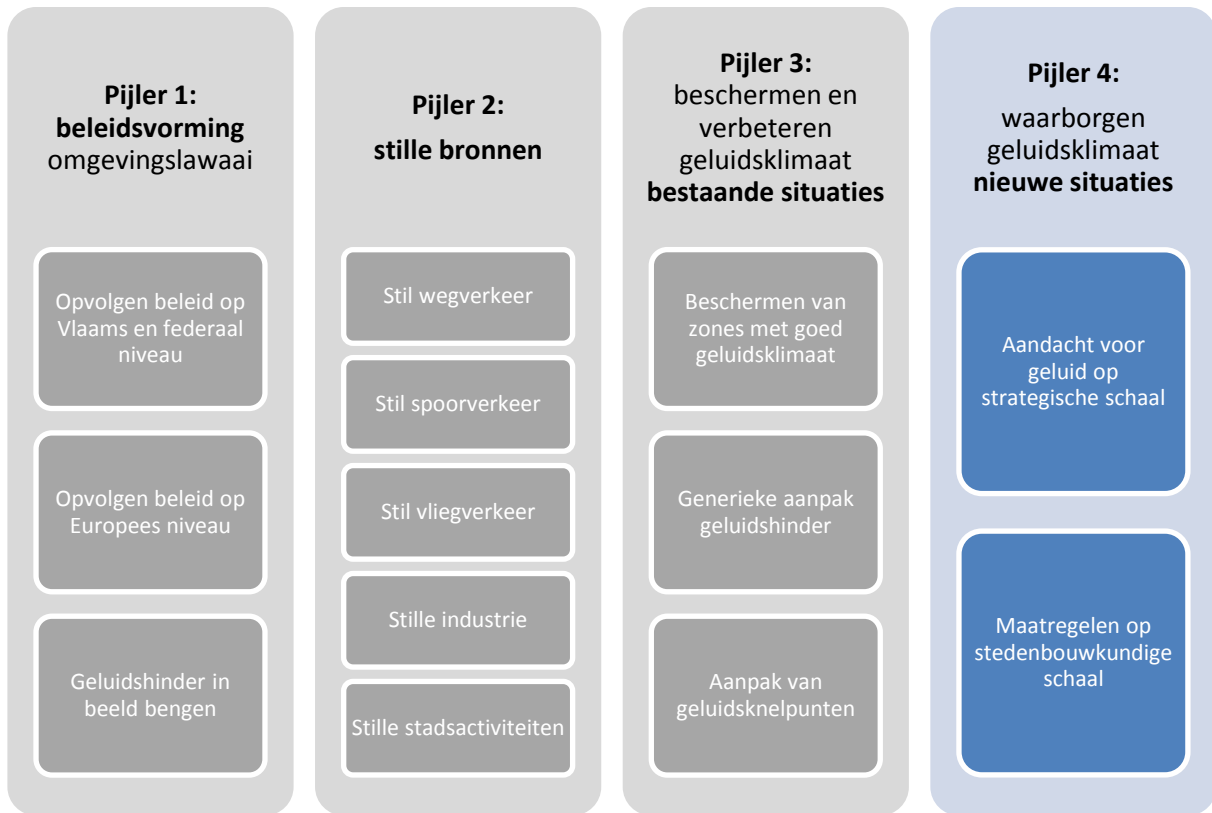 Pijler 1:
beleidsvorming
omgevingslawaai
Opvolgen beleid op
Vlaams en federaal
niveau
Opvolgen beleid op
Europees niveau
Geluidshinder in
beeld bengen
Pijler 2:
stille bronnen
Stil wegverkeer
Stil spoorverkeer
Stil vliegverkeer
Stille industrie
Stille stadsactiviteiten
Pijler 3:
beschermen en
verbeteren
geluidsklimaat
bestaande situaties
Beschermen van
zones met goed
geluidsklimaat
Generieke aanpak
geluidshinder
Aanpak van
geluidsknelpunten
Pijler 4:
waarborgen
geluidsklimaat
nieuwe situaties
Aandacht voor
geluid op
strategische schaal
Maatregelen op
stedenbouwkundige
schaal